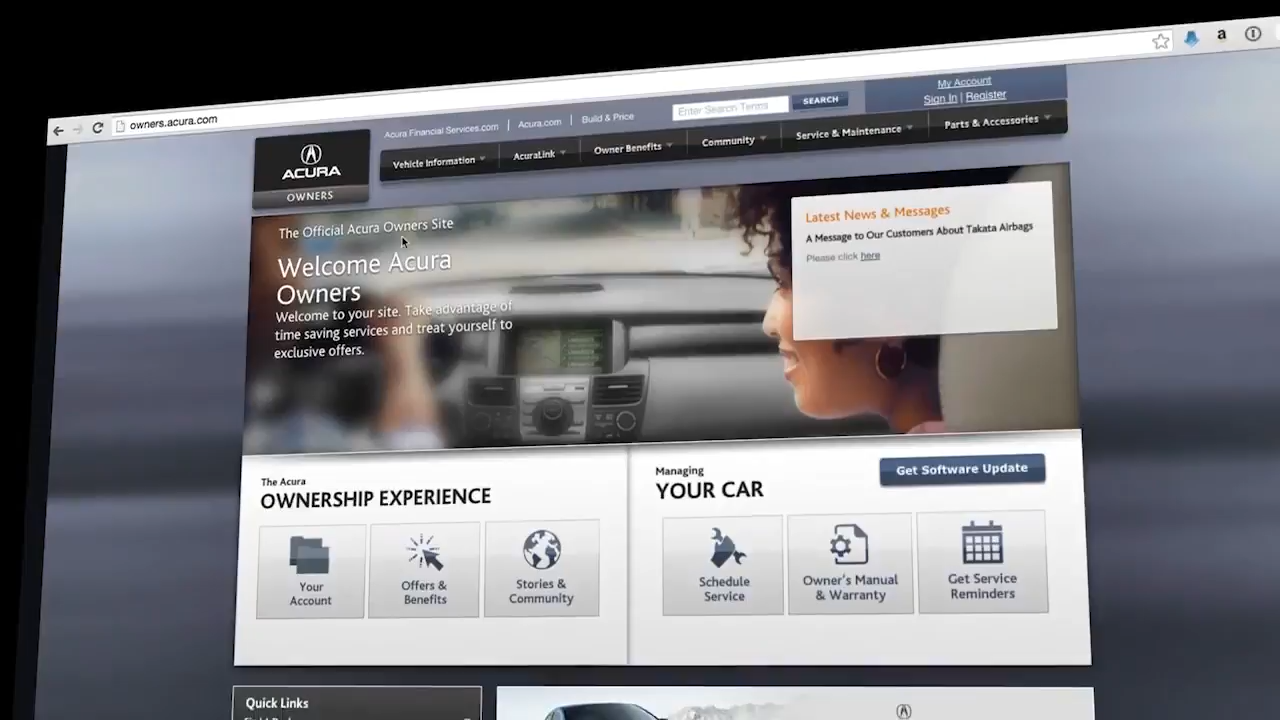 owners.acura.com
a
My Account
Sign In | Register
Enter Search Terms
SEARCH
Acura Financial Services.com | Acura.com | Build & Price
ACURA
OWNERS
Vehicle Information
AcuraLink
Owner Benefits
Community
Service & Maintenance
Parts & Accessories
The Official Acura Owners Site
Welcome Acura
Owners
Welcome to your site. Take advantage of
time saving services and treat yourself to
exclusive offers.
Latest News & Messages
A Message to Our Customers About Takata Airbags
Please click here
The Acura
OWNERSHIP EXPERIENCE
Your
Account
Offers &
Benefits
Stories &
Community
Managing
YOUR CAR
Get Software Update
Schedule
Service
Owner's Manual
& Warranty
Get Service
Reminders
Quick Links